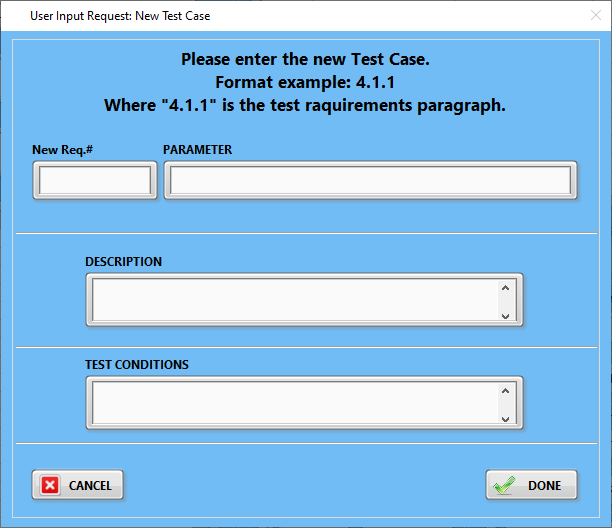 User Input Request: New Test Case
Please enter the new Test Case.
Format example: 4.1.1
Where "4.1.1" is the test raquirements paragraph.
New Req.# PARAMETER
DESCRIPTION
TEST CONDITIONS
CANCEL DONE